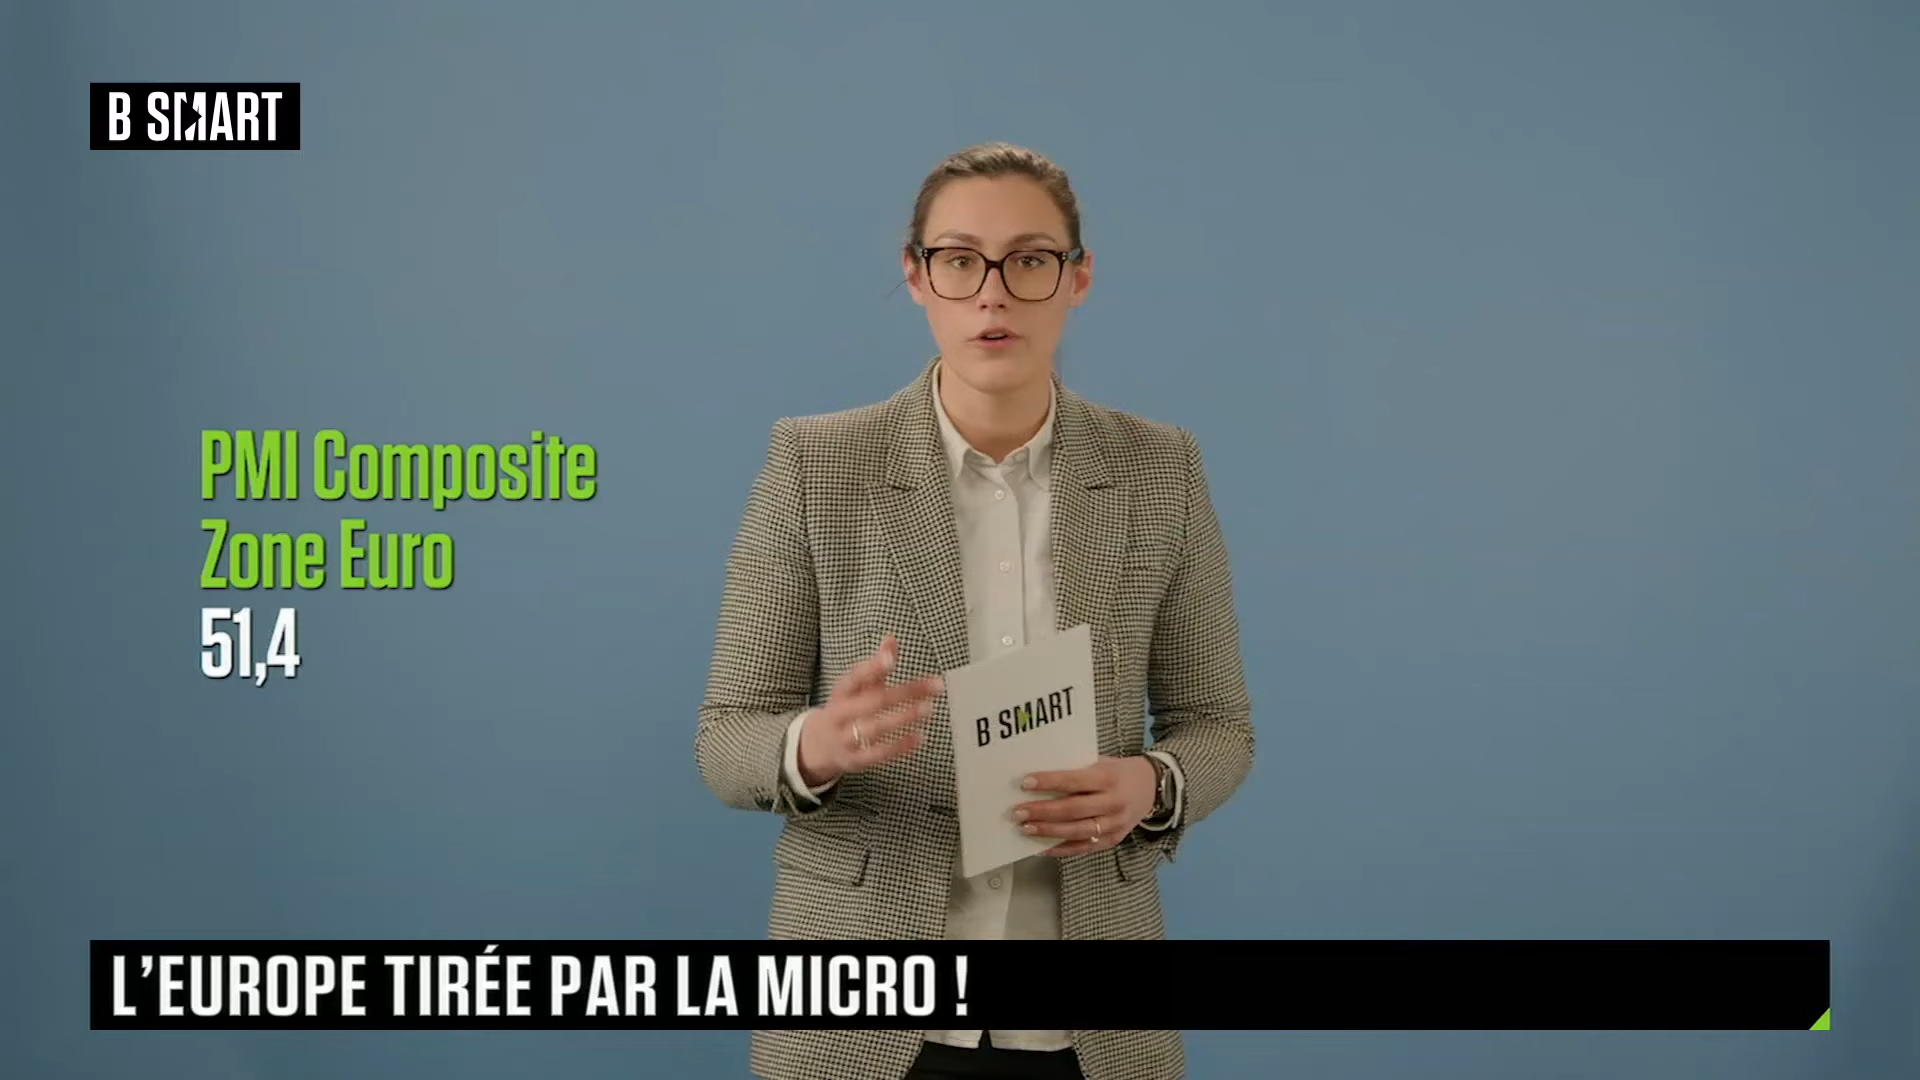 B SMART
PMI Composite
Zone Euro
51,4
B SMART
L’EUROPE TIRÉE PAR LA MICRO !